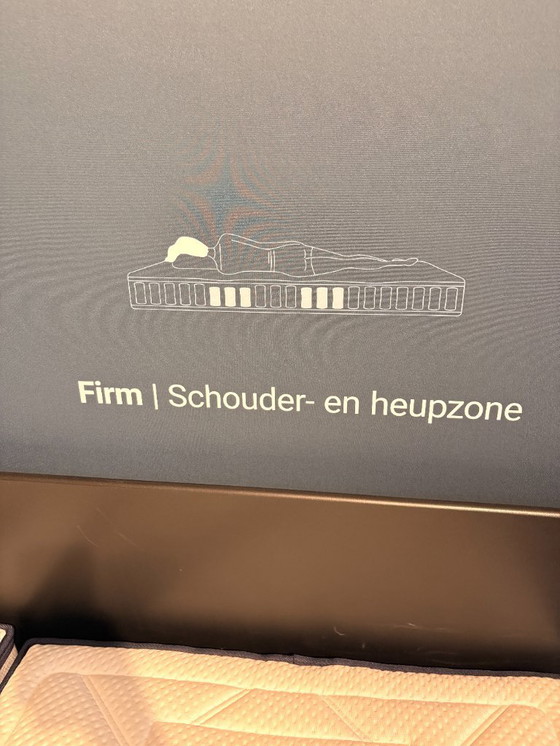 Firm | Schouder- en heupzone